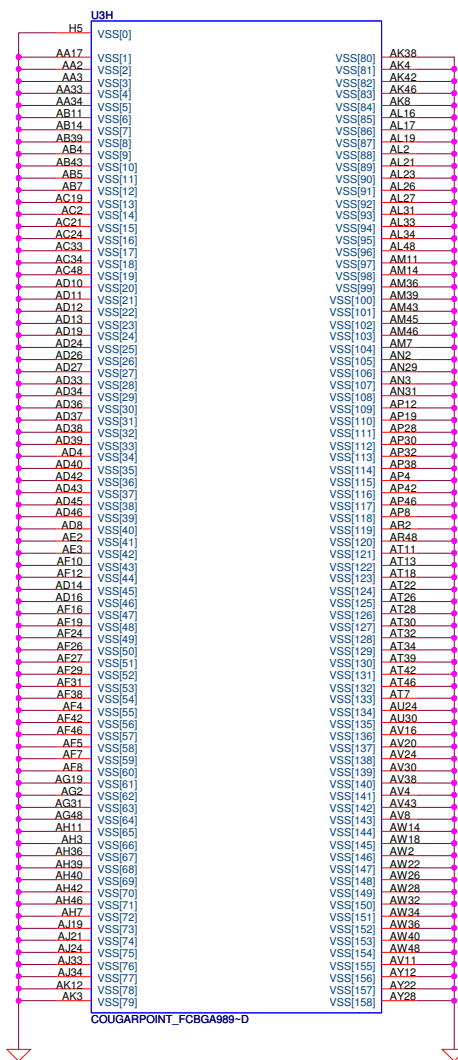 U3H
H5 VSS[0]
AA17 VSS[1] VSS[80] AK38
AA2 VSS[2] VSS[81] AK4
AA3 VSS[3] VSS[82] AK42
AA33 VSS[4] VSS[83] AK46
AA34 VSS[5] VSS[84] AK8
AB11 VSS[6] VSS[85] AL16
AB14 VSS[7] VSS[86] AL17
AB39 VSS[8] VSS[87] AL19
AB4 VSS[9] VSS[88] AL2
AB43 VSS[10] VSS[89] AL21
AB5 VSS[11] VSS[90] AL23
AB7 VSS[12] VSS[91] AL26
AC19 VSS[13] VSS[92] AL27
AC2 VSS[14] VSS[93] AL31
AC21 VSS[15] VSS[94] AL33
AC24 VSS[16] VSS[95] AL34
AC33 VSS[17] VSS[96] AL48
AC34 VSS[18] VSS[97] AM11
AC48 VSS[19] VSS[98] AM14
AD10 VSS[20] VSS[99] AM36
AD11 VSS[21] VSS[100] AM39
AD12 VSS[22] VSS[101] AM43
AD13 VSS[23] VSS[102] AM45
AD19 VSS[24] VSS[103] AM46
AD24 VSS[25] VSS[104] AM7
AD26 VSS[26] VSS[105] AN2
AD27 VSS[27] VSS[106] AN29
AD33 VSS[28] VSS[107] AN3
AD34 VSS[29] VSS[108] AN31
AD36 VSS[30] VSS[109] AP12
AD37 VSS[31] VSS[110] AP19
AD38 VSS[32] VSS[111] AP28
AD39 VSS[33] VSS[112] AP30
AD4 VSS[34] VSS[113] AP32
AD40 VSS[35] VSS[114] AP38
AD42 VSS[36] VSS[115] AP4
AD43 VSS[37] VSS[116] AP42
AD45 VSS[38] VSS[117] AP46
AD46 VSS[39] VSS[118] AP8
AD8 VSS[40] VSS[119] AR2
AE2 VSS[41] VSS[120] AR48
AE3 VSS[42] VSS[121] AT11
AF10 VSS[43] VSS[122] AT13
AF12 VSS[44] VSS[123] AT18
AD14 VSS[45] VSS[124] AT22
AD16 VSS[46] VSS[125] AT26
AF16 VSS[47] VSS[126] AT28
AF19 VSS[48] VSS[127] AT30
AF24 VSS[49] VSS[128] AT32
AF26 VSS[50] VSS[129] AT34
AF27 VSS[51] VSS[130] AT39
AF29 VSS[52] VSS[131] AT42
AF31 VSS[53] VSS[132] AT46
AF38 VSS[54] VSS[133] AT7
AF4 VSS[55] VSS[134] AU24
AF42 VSS[56] VSS[135] AU30
AF46 VSS[57] VSS[136] AV16
AF5 VSS[58] VSS[137] AV20
AF7 VSS[59] VSS[138] AV24
AF8 VSS[60] VSS[139] AV30
AG19 VSS[61] VSS[140] AV38
AG2 VSS[62] VSS[141] AV4
AG31 VSS[63] VSS[142] AV43
AG48 VSS[64] VSS[143] AV8
AH11 VSS[65] VSS[144] AW14
AH3 VSS[66] VSS[145] AW18
AH36 VSS[67] VSS[146] AW2
AH39 VSS[68] VSS[147] AW22
AH40 VSS[69] VSS[148] AW26
AH42 VSS[70] VSS[149] AW28
AH46 VSS[71] VSS[150] AW32
AH7 VSS[72] VSS[151] AW34
AJ19 VSS[73] VSS[152] AW36
AJ21 VSS[74] VSS[153] AW40
AJ24 VSS[75] VSS[154] AW48
AJ33 VSS[76] VSS[155] AV11
AJ34 VSS[77] VSS[156] AY12
AK12 VSS[78] VSS[157] AY22
AK3 VSS[79] VSS[158] AY28
COUGARPOINT_FCBGA989~D